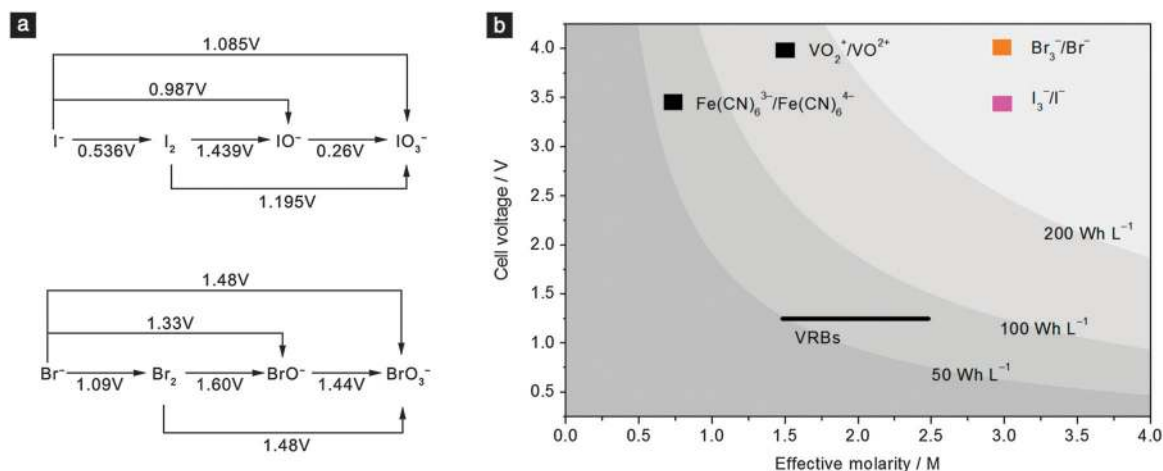 a
1.085V
0.987V
I⁻ 0.536V I₂ 1.439V IO⁻ 0.26V IO₃⁻
1.195V
1.48V
1.33V
Br⁻ 1.09V Br₂ 1.60V BrO⁻ 1.44V BrO₃⁻
1.48V
b
Cell voltage / V
4.0
3.5
3.0
2.5
2.0
1.5
1.0
0.5
VO₂⁺/VO²⁺
Br₃⁻/Br⁻
Fe(CN)₆³⁻/Fe(CN)₆⁴⁻
I₃⁻/I⁻
200 Wh L⁻¹
100 Wh L⁻¹
VRBs
50 Wh L⁻¹
0.0 0.5 1.0 1.5 2.0 2.5 3.0 3.5 4.0
Effective molarity / M